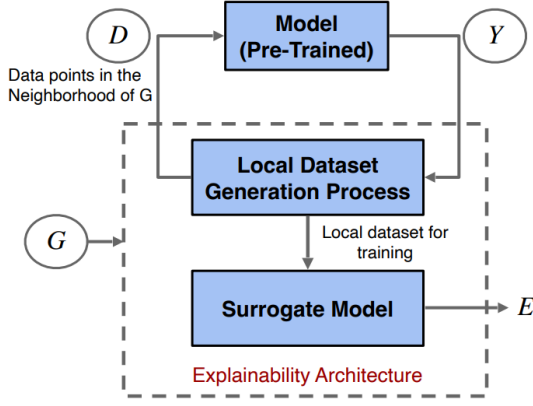 D
Model
(Pre-Trained)
Y
Data points in the
Neighborhood of G
Local Dataset
Generation Process
G
Local dataset for
training
Surrogate Model
E
Explainability Architecture